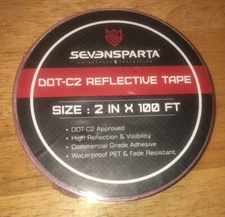 SEVENSPARTA
DOT-C2 REFLECTIVE TAPE
SIZE : 2 IN X 100 FT
• DOT-C2 Approved
• High Reflection & Visibility
• Commercial Grade Adhesive
• Waterproof PET & Fade Resistant